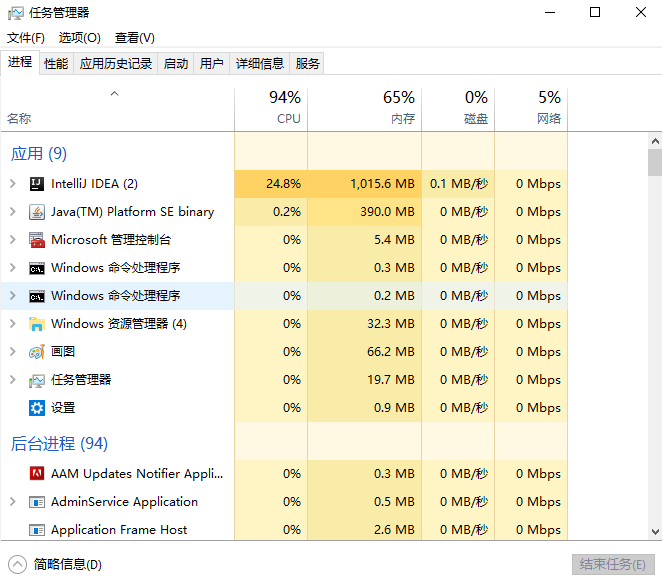 任务管理器
文件(F) 选项(O) 查看(V)
进程 性能 应用历史记录 启动 用户 详细信息 服务
94% 65% 0% 5%
名称 CPU 内存 磁盘 网络
应用 (9)
IntelliJ IDEA (2) 24.8% 1,015.6 MB 0.1 MB/秒 0 Mbps
Java(TM) Platform SE binary 0.2% 390.0 MB 0 MB/秒 0 Mbps
Microsoft 管理控制台 0% 5.4 MB 0 MB/秒 0 Mbps
Windows 命令处理程序 0% 0.3 MB 0 MB/秒 0 Mbps
Windows 命令处理程序 0% 0.2 MB 0 MB/秒 0 Mbps
Windows 资源管理器 (4) 0% 32.3 MB 0 MB/秒 0 Mbps
画图 0% 66.2 MB 0 MB/秒 0 Mbps
任务管理器 0% 19.7 MB 0 MB/秒 0 Mbps
设置 0% 0.9 MB 0 MB/秒 0 Mbps
后台进程 (94)
AAM Updates Notifier Appli... 0% 0.3 MB 0 MB/秒 0 Mbps
AdminService Application 0% 0.5 MB 0 MB/秒 0 Mbps
Application Frame Host 0% 2.6 MB 0 MB/秒 0 Mbps
简略信息(D) 结束任务(E)